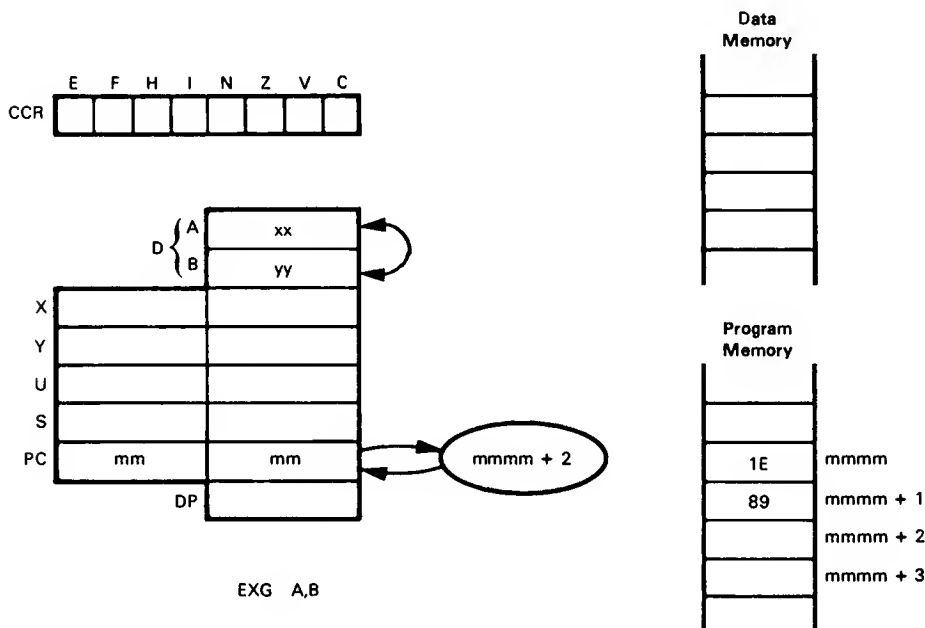 Data
Memory
E F H I N Z V C
CCR
D { A xx
B yy
X
Y
U
S
PC mm mm mmmm + 2
DP
Program
Memory
1E mmmm
89 mmmm + 1
mmmm + 2
mmmm + 3
EXG A,B